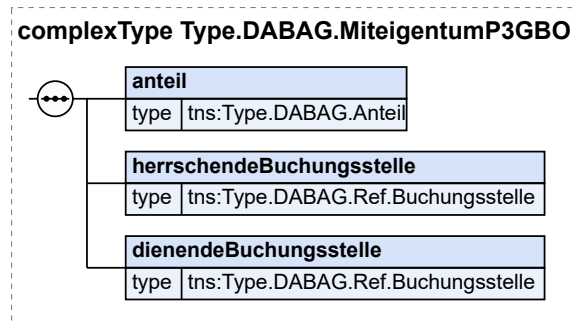 complexType Type.DABAG.MiteigentumP3GBO
anteil
type tns:Type.DABAG.Anteil
herrschendeBuchungsstelle
type tns:Type.DABAG.Ref.Buchungsstelle
dienendeBuchungsstelle
type tns:Type.DABAG.Ref.Buchungsstelle